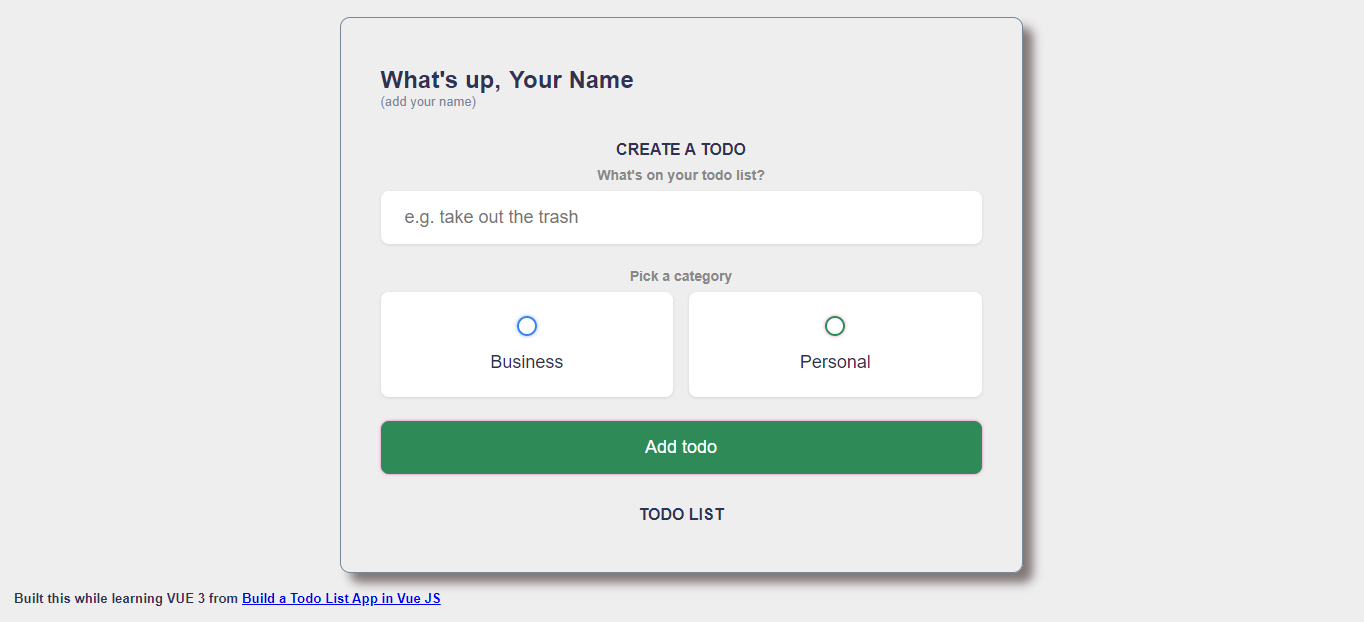 What's up, Your Name
(add your name)
CREATE A TODO
What's on your todo list?
e.g. take out the trash
Pick a category
Business
Personal
Add todo
TODO LIST
Built this while learning VUE 3 from Build a Todo List App in Vue JS